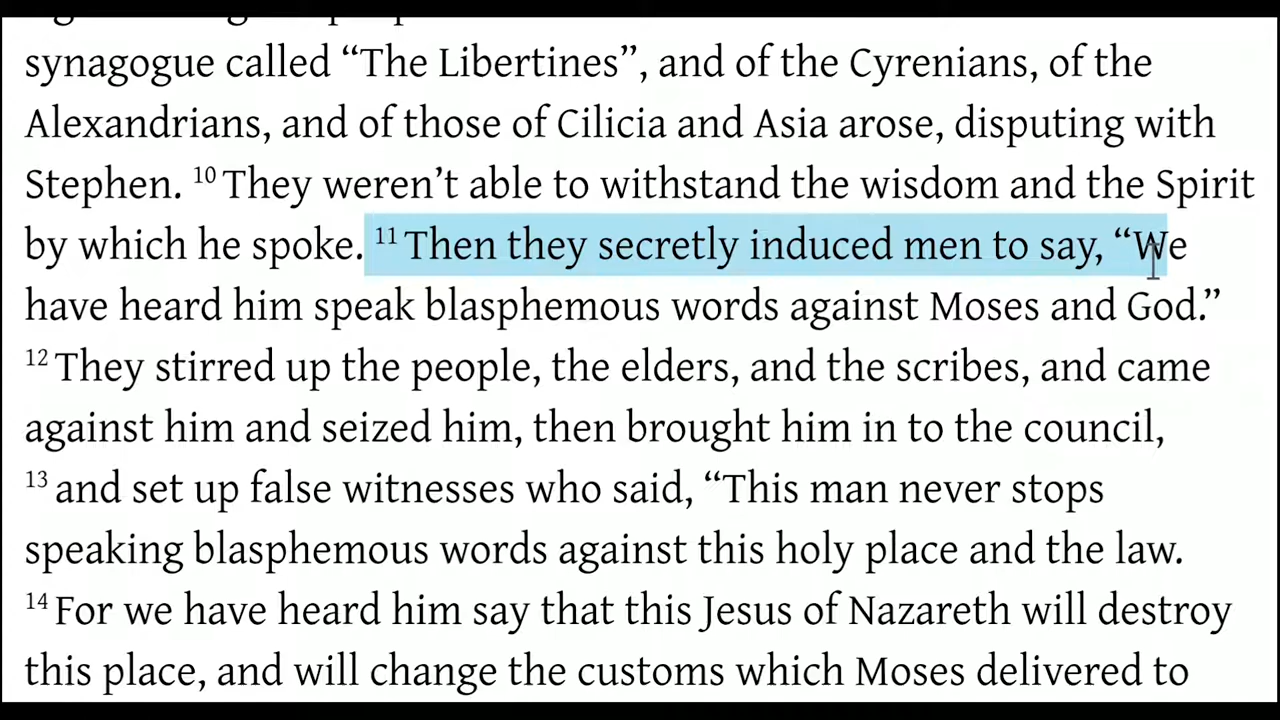 synagogue called “The Libertines”, and of the Cyrenians, of the
Alexandrians, and of those of Cilicia and Asia arose, disputing with
Stephen. 10 They weren’t able to withstand the wisdom and the Spirit
by which he spoke. 11 Then they secretly induced men to say, “We
have heard him speak blasphemous words against Moses and God.”
12 They stirred up the people, the elders, and the scribes, and came
against him and seized him, then brought him in to the council,
13 and set up false witnesses who said, “This man never stops
speaking blasphemous words against this holy place and the law.
14 For we have heard him say that this Jesus of Nazareth will destroy
this place, and will change the customs which Moses delivered to